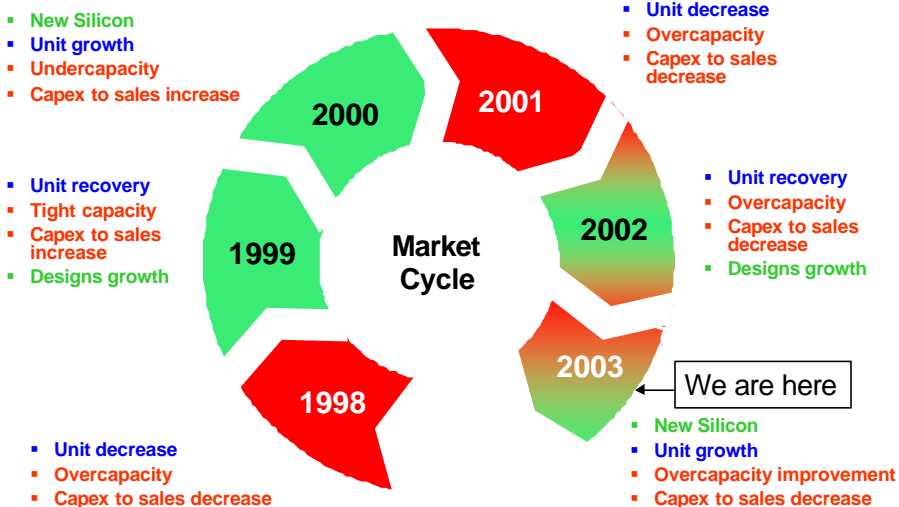 New Silicon
Unit growth
Undercapacity
Capex to sales increase
2000
2001
Unit decrease
Overcapacity
Capex to sales
decrease
Unit recovery
Tight capacity
Capex to sales
increase
Designs growth
1999
Market
Cycle
2002
Unit recovery
Overcapacity
Capex to sales
decrease
Designs growth
2003
We are here
1998
New Silicon
Unit growth
Overcapacity improvement
Capex to sales decrease
Unit decrease
Overcapacity
Capex to sales decrease